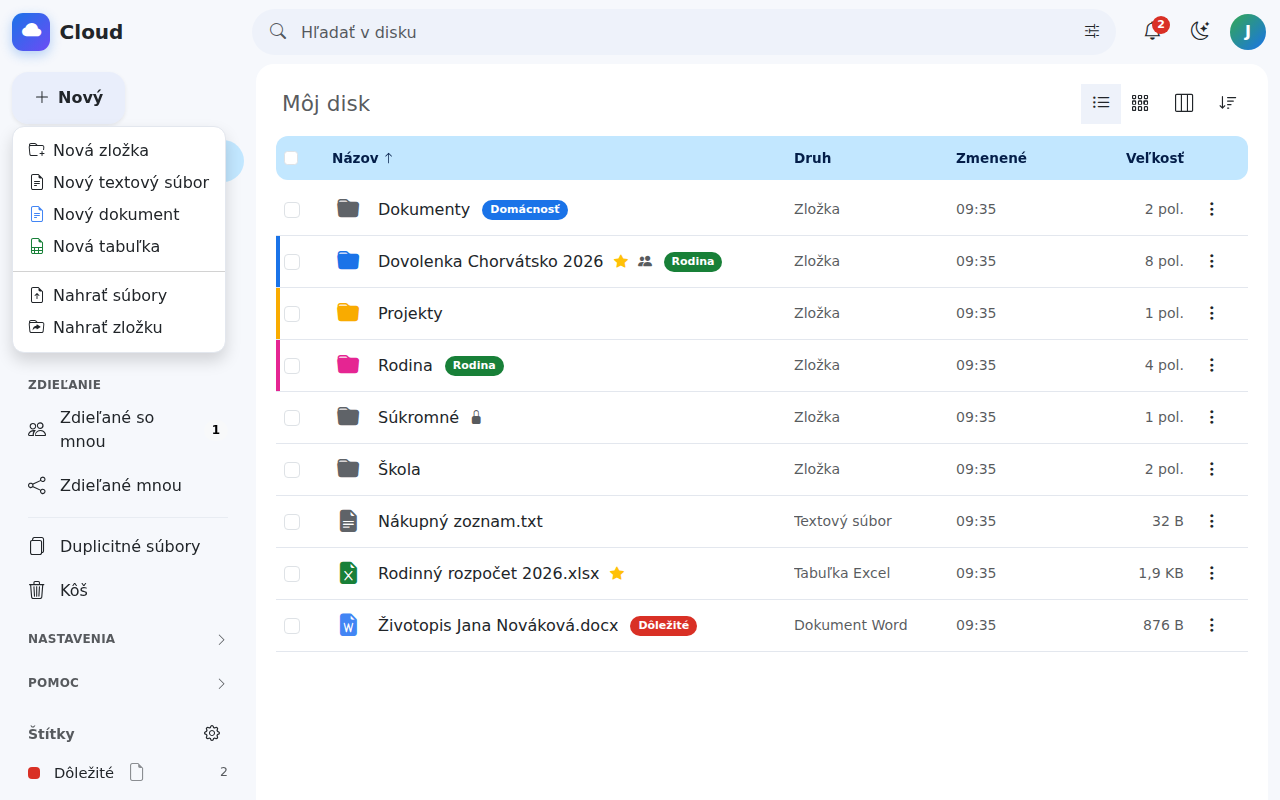 Cloud
Hľadať v disku
2
J
Nový
Nová zložka
Nový textový súbor
Nový dokument
Nová tabuľka
Nahrať súbory
Nahrať zložku
ZDIEĽANIE
Zdieľané so mnou
1
Zdieľané mnou
Duplicitné súbory
Kôš
NASTAVENIA
POMOC
Štítky
Dôležité 2
Môj disk
Názov ↑ Druh Zmenené Veľkosť
Dokumenty Domácnosť Zložka 09:35 2 pol.
Dovolenka Chorvátsko 2026 Rodina Zložka 09:35 8 pol.
Projekty Zložka 09:35 1 pol.
Rodina Rodina Zložka 09:35 4 pol.
Súkromné Zložka 09:35 1 pol.
Škola Zložka 09:35 2 pol.
Nákupný zoznam.txt Textový súbor 09:35 32 B
Rodinný rozpočet 2026.xlsx Tabuľka Excel 09:35 1,9 KB
Životopis Jana Nováková.docx Dôležité Dokument Word 09:35 876 B